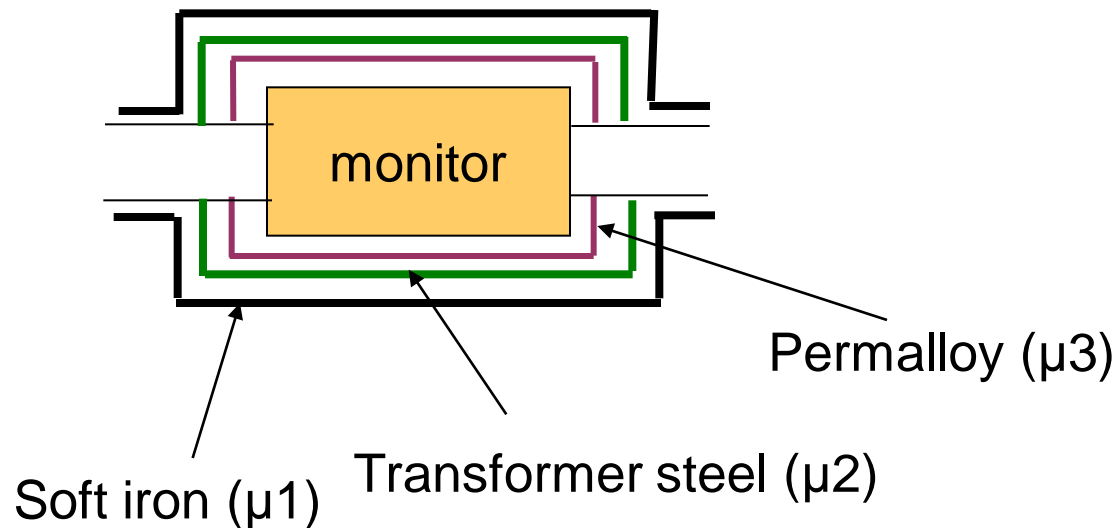 monitor
Permalloy (µ3)
Transformer steel (µ2)
Soft iron (µ1)